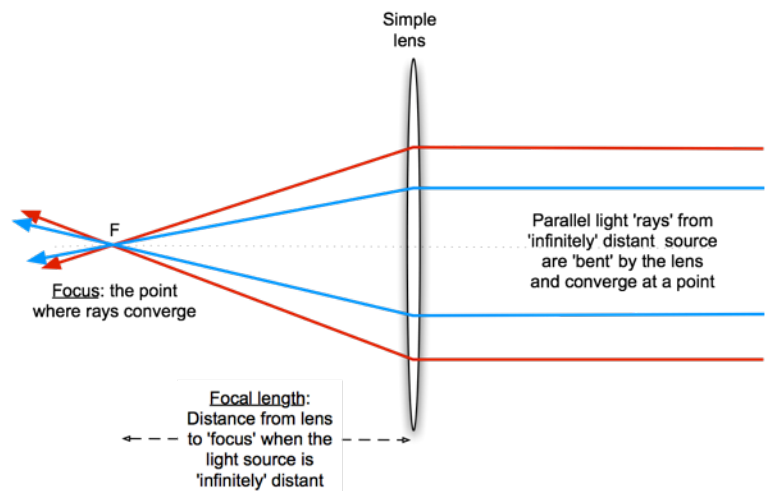 Simple
lens
F
Parallel light 'rays' from
'infinitely' distant source
are 'bent' by the lens
and converge at a point
Focus: the point
where rays converge
Focal length:
Distance from lens
to 'focus' when the
light source is
'infinitely' distant